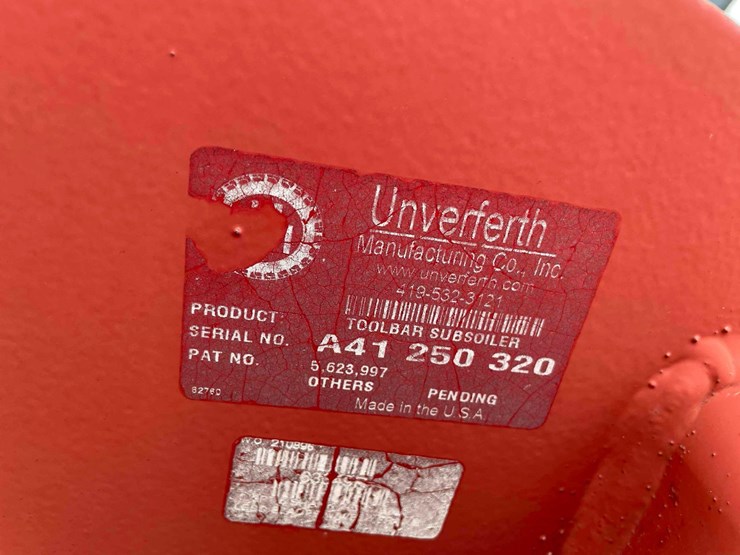 Unverferth
Manufacturing Co., Inc.
www.unverferth.com
419-532-3121
PRODUCT: TOOLBAR SUBSOILER
SERIAL NO. A41 250 320
PAT NO. 5,623,997
OTHERS PENDING
82760 Made in the U.S.A.